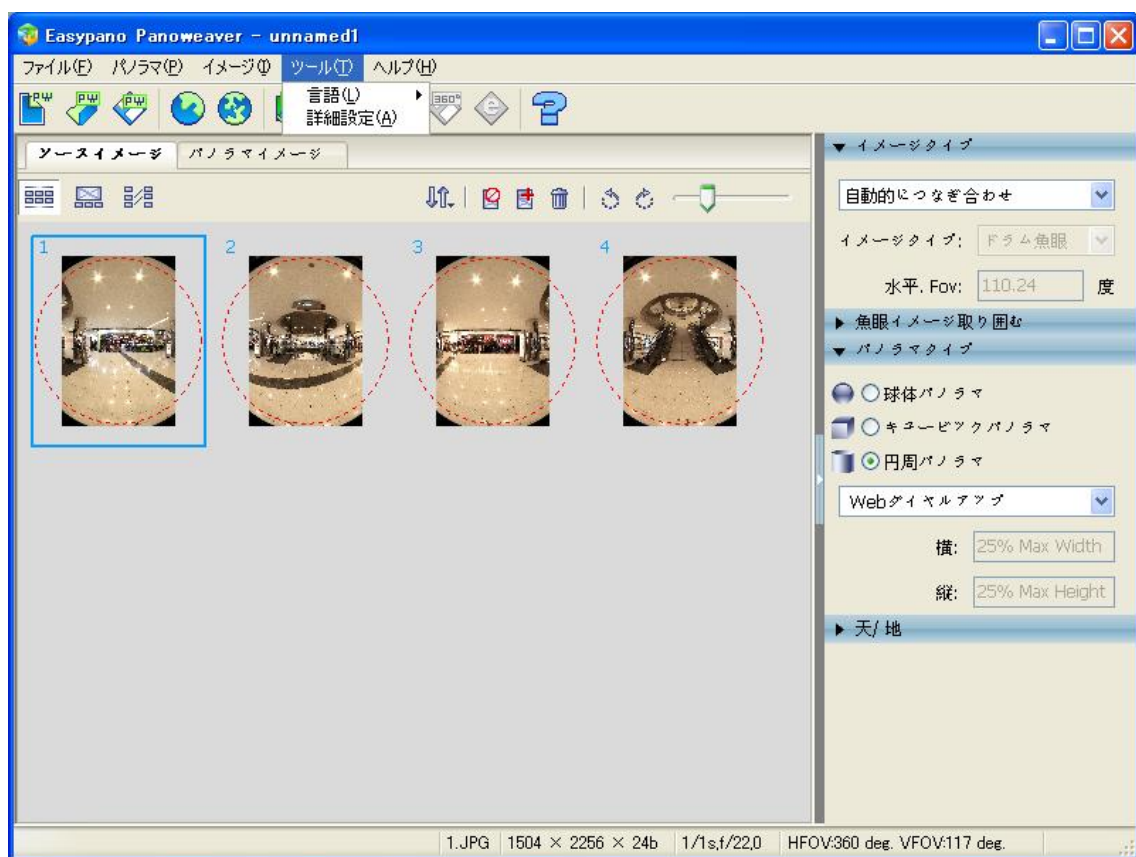 Easypano Panoweaver - unnamed1
ファイル(F) パノラマ(P) イメージ(I) ツール(T) ヘルプ(H)
言語(L)
詳細設定(A)
PW PW PW 360°
ソースイメージ パノラマイメージ
1 2 3 4
イメージタイプ
自動的につなぎ合わせ
イメージタイプ: ドラム魚眼
水平. Fov: 110.24 度
魚眼イメージ取り囲む
パノラマタイプ
球体パノラマ
キュービックパノラマ
円周パノラマ
Webダイヤルアップ
横: 25% Max Width
縦: 25% Max Height
天/地
1.JPG 1504 × 2256 × 24b 1/1s,f/22,0 HFOV:360 deg. VFOV:117 deg.